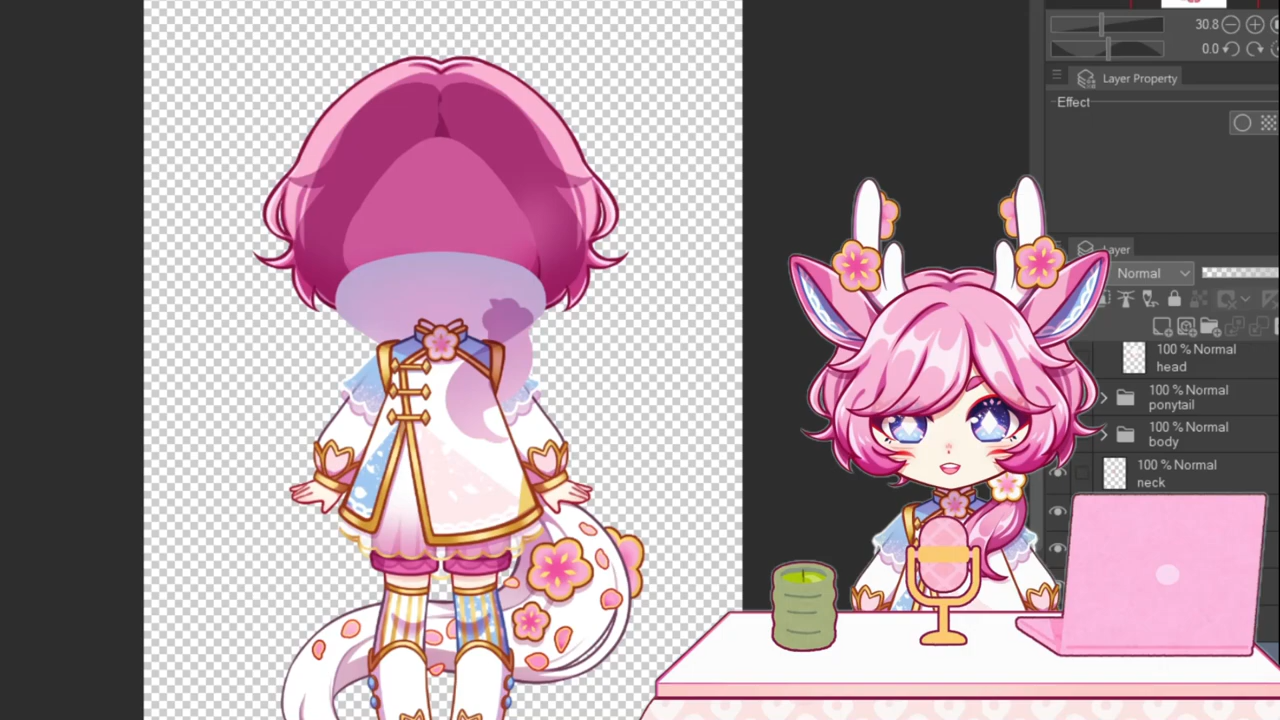 30.8
0.0
Layer Property
Effect
Layer
Normal
100 % Normal
head
100 % Normal
ponytail
100 % Normal
body
100 % Normal
neck